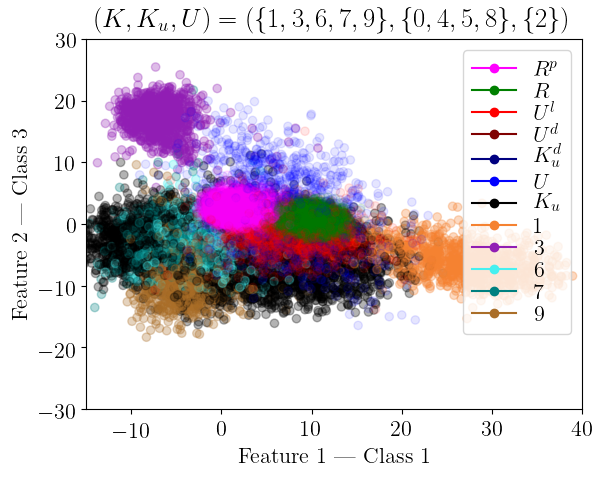 (K, K_u, U) = ({1, 3, 6, 7, 9}, {0, 4, 5, 8}, {2})
30
20
10
0
−10
−20
−30
Feature 2 — Class 3
R^p
R
U^l
U^d
K_u^d
U
K_u
1
3
6
7
9
−10 0 10 20 30 40
Feature 1 — Class 1